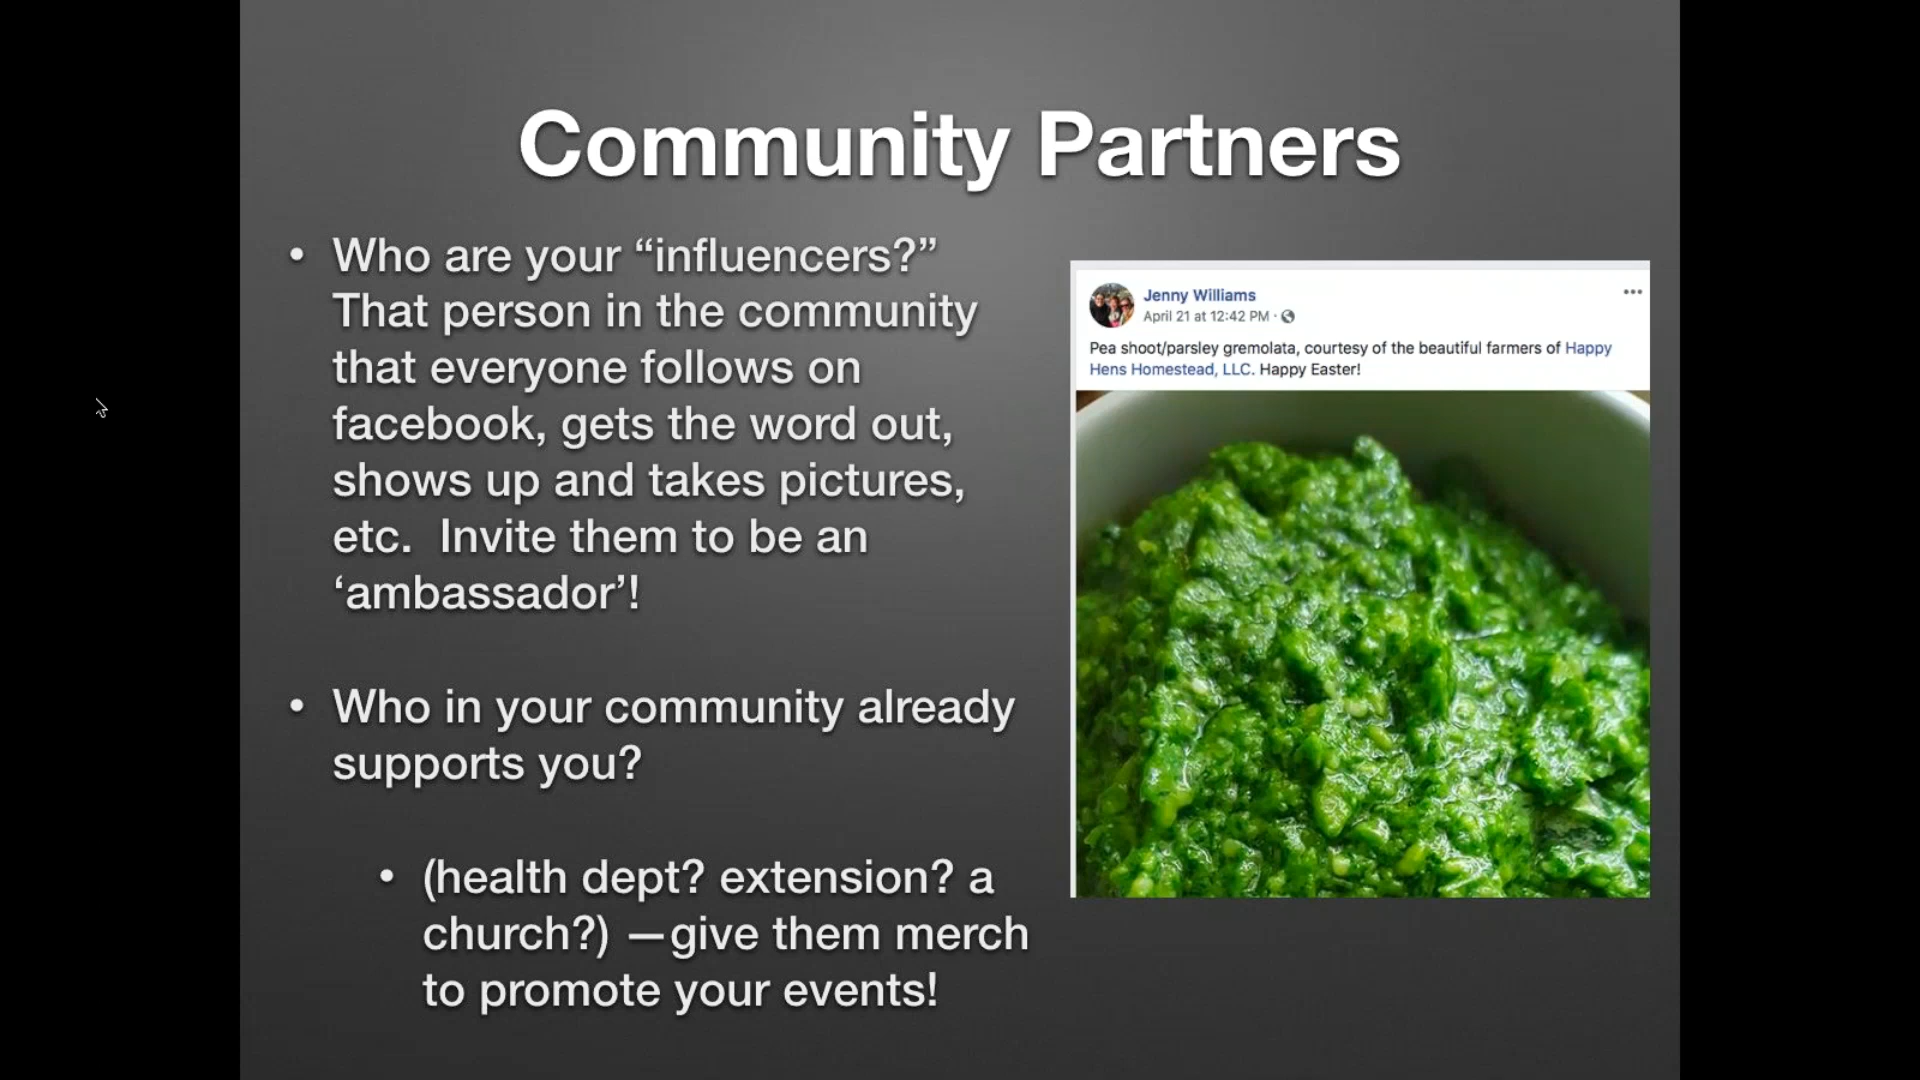 Community Partners
• Who are your “influencers?”
That person in the community
that everyone follows on
facebook, gets the word out,
shows up and takes pictures,
etc.  Invite them to be an
‘ambassador’!
• Who in your community already
supports you?
• (health dept? extension? a
church?) —give them merch
to promote your events!
Jenny Williams
April 21 at 12:42 PM ·
Pea shoot/parsley gremolata, courtesy of the beautiful farmers of Happy
Hens Homestead, LLC. Happy Easter!